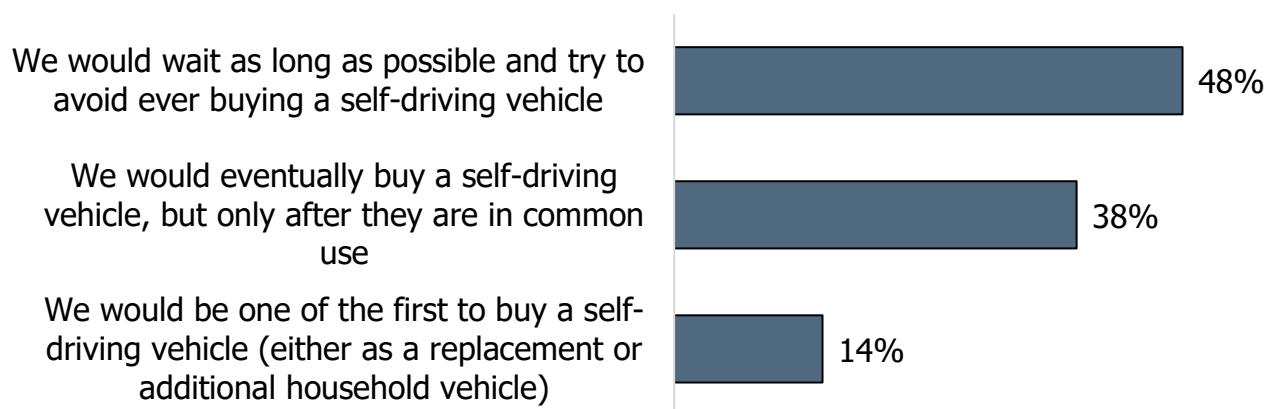 We would wait as long as possible and try to
avoid ever buying a self-driving vehicle
48%
We would eventually buy a self-driving
vehicle, but only after they are in common
use
38%
We would be one of the first to buy a self-
driving vehicle (either as a replacement or
additional household vehicle)
14%